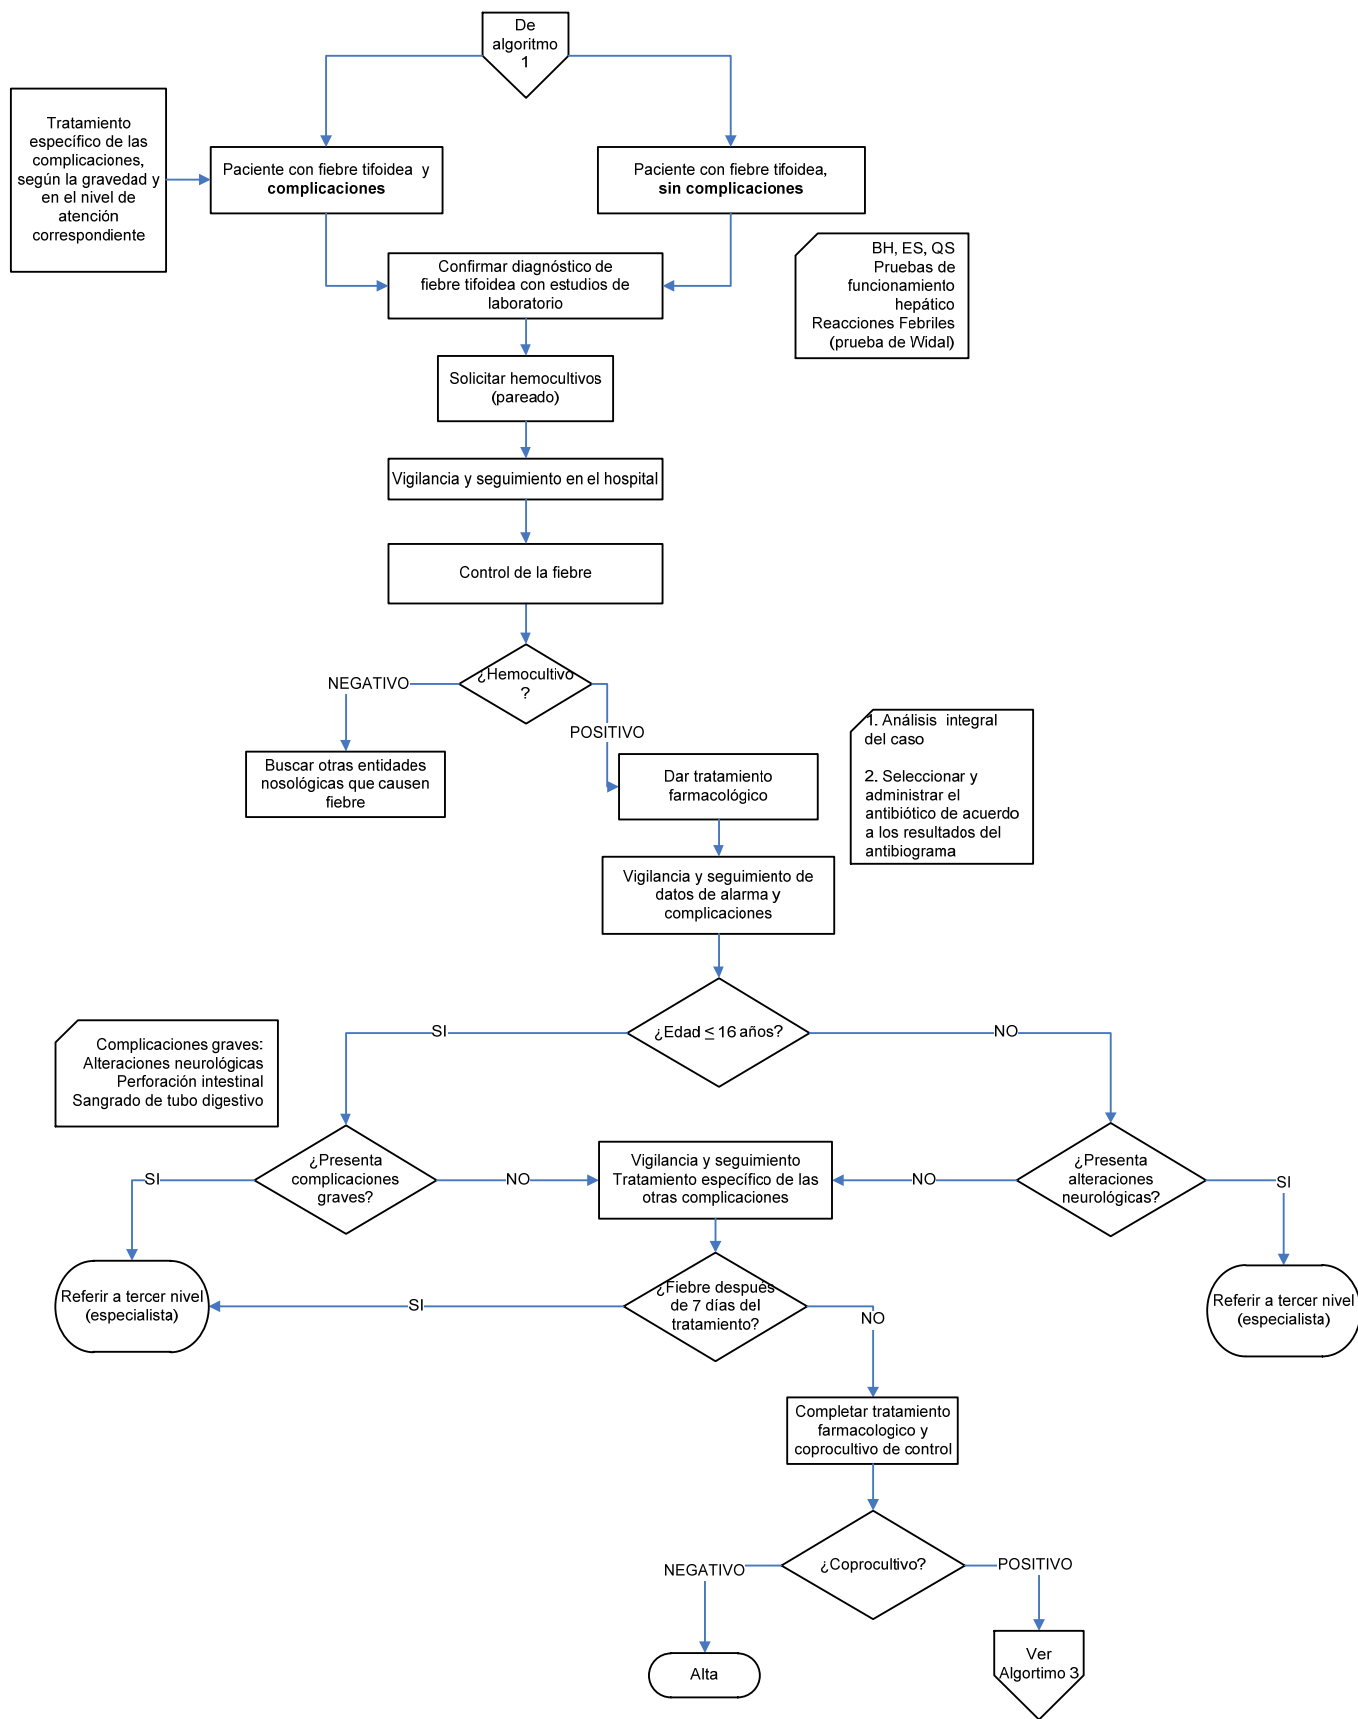 De
algoritmo
1
Tratamiento
específico de las
complicaciones,
según la gravedad y
en el nivel de
atención
correspondiente
Paciente con fiebre tifoidea y
complicaciones
Paciente con fiebre tifoidea,
sin complicaciones
BH, ES, QS
Pruebas de
funcionamiento
hepático
Reacciones Febriles
(prueba de Widal)
Confirmar diagnóstico de
fiebre tifoidea con estudios de
laboratorio
Solicitar hemocultivos
(pareado)
Vigilancia y seguimiento en el hospital
Control de la fiebre
¿Hemocultivo
?
NEGATIVO
POSITIVO
Buscar otras entidades
nosológicas que causen
fiebre
Dar tratamiento
farmacológico
1. Análisis integral
del caso
2. Seleccionar y
administrar el
antibiótico de acuerdo
a los resultados del
antibiograma
Vigilancia y seguimiento de
datos de alarma y
complicaciones
¿Edad ≤ 16 años?
SI
NO
Complicaciones graves:
Alteraciones neurológicas
Perforación intestinal
Sangrado de tubo digestivo
¿Presenta
complicaciones
graves?
SI
NO
Vigilancia y seguimiento
Tratamiento específico de las
otras complicaciones
¿Presenta
alteraciones
neurológicas?
NO
SI
Referir a tercer nivel
(especialista)
¿Fiebre después
de 7 días del
tratamiento?
SI
NO
Referir a tercer nivel
(especialista)
Completar tratamiento
farmacologico y
coprocultivo de control
¿Coprocultivo?
NEGATIVO
POSITIVO
Alta
Ver
Algortimo 3